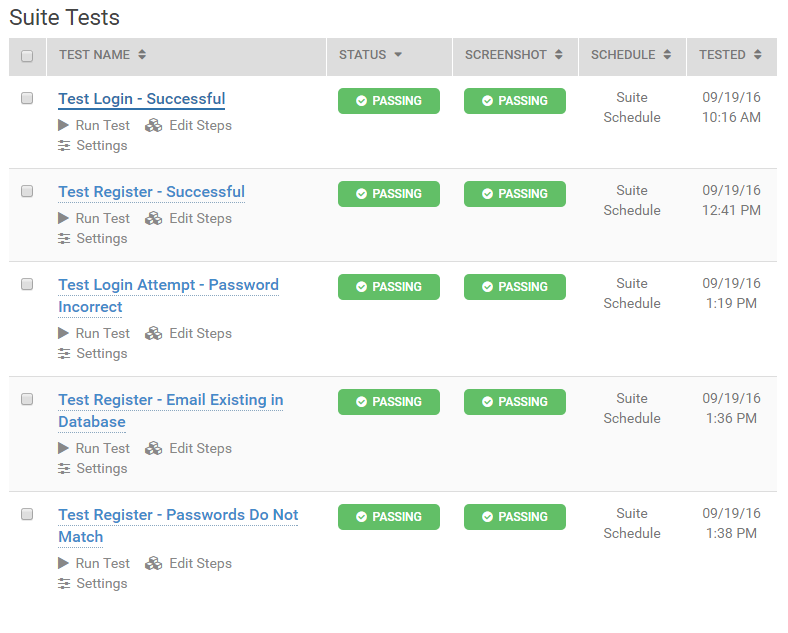 Suite Tests
TEST NAME STATUS SCREENSHOT SCHEDULE TESTED
Test Login - Successful PASSING PASSING Suite 09/19/16
Schedule 10:16 AM
Run Test Edit Steps
Settings
Test Register - Successful PASSING PASSING Suite 09/19/16
Schedule 12:41 PM
Run Test Edit Steps
Settings
Test Login Attempt - Password PASSING PASSING Suite 09/19/16
Incorrect Schedule 1:19 PM
Run Test Edit Steps
Settings
Test Register - Email Existing in PASSING PASSING Suite 09/19/16
Database Schedule 1:36 PM
Run Test Edit Steps
Settings
Test Register - Passwords Do Not PASSING PASSING Suite 09/19/16
Match Schedule 1:38 PM
Run Test Edit Steps
Settings